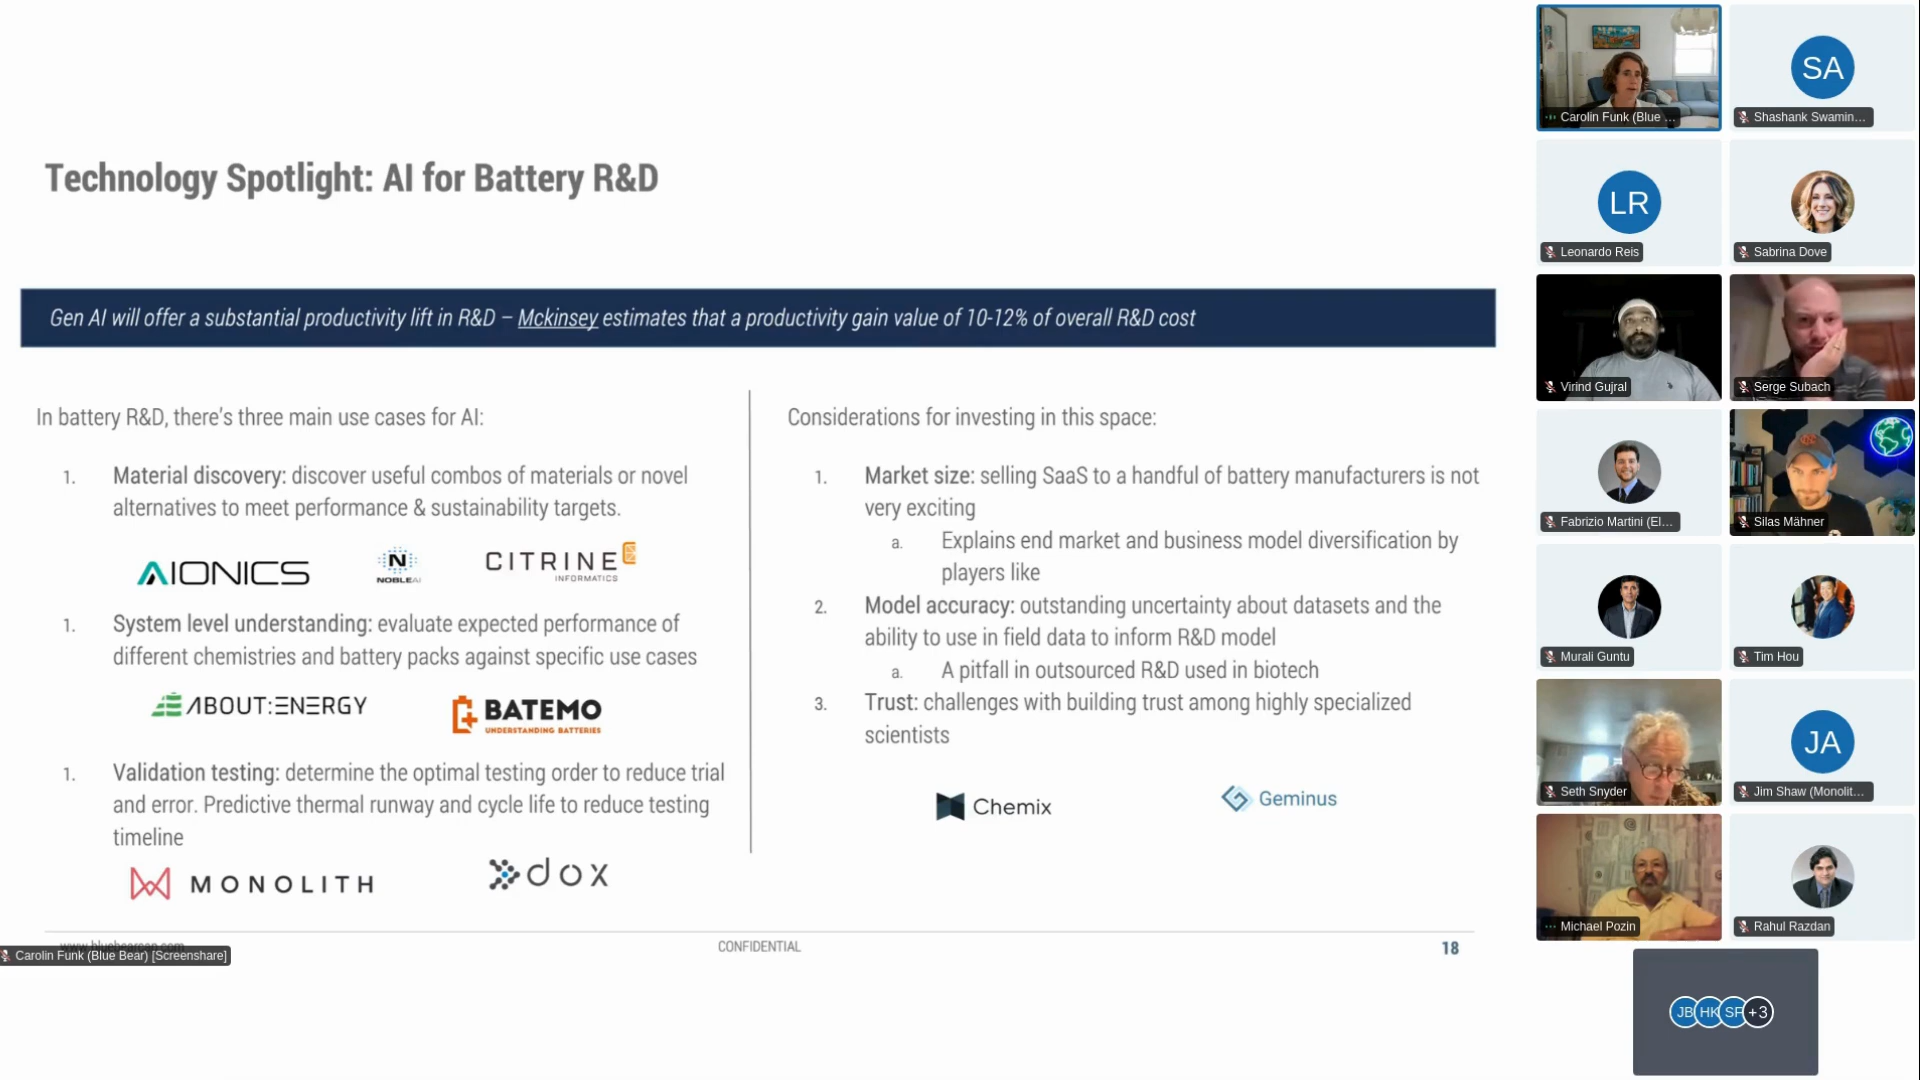 Technology Spotlight: AI for Battery R&D
Gen AI will offer a substantial productivity lift in R&D – Mckinsey estimates that a productivity gain value of 10-12% of overall R&D cost
In battery R&D, there's three main use cases for AI:
1. Material discovery: discover useful combos of materials or novel
alternatives to meet performance & sustainability targets.
AIONICS
N
NOBLEAI
CITRINE
INFORMATICS
1. System level understanding: evaluate expected performance of
different chemistries and battery packs against specific use cases
ABOUT:ENERGY
BATEMO
UNDERSTANDING BATTERIES
1. Validation testing: determine the optimal testing order to reduce trial
and error. Predictive thermal runway and cycle life to reduce testing
timeline
MONOLITH
dox
Considerations for investing in this space:
1. Market size: selling SaaS to a handful of battery manufacturers is not
very exciting
a. Explains end market and business model diversification by
players like
2. Model accuracy: outstanding uncertainty about datasets and the
ability to use in field data to inform R&D model
a. A pitfall in outsourced R&D used in biotech
3. Trust: challenges with building trust among highly specialized
scientists
Chemix
Geminus
www.bluebearcap.com
CONFIDENTIAL
18
Carolin Funk (Blue Bear) [Screenshare]
Carolin Funk (Blue ...
SA
Shashank Swamin...
LR
Leonardo Reis
Sabrina Dove
Virind Gujral
Serge Subach
Fabrizio Martini (El...
Silas Mähner
Murali Guntu
Tim Hou
Seth Snyder
JA
Jim Shaw (Monolit...
Michael Pozin
Rahul Razdan
JB
HK
SF
+3